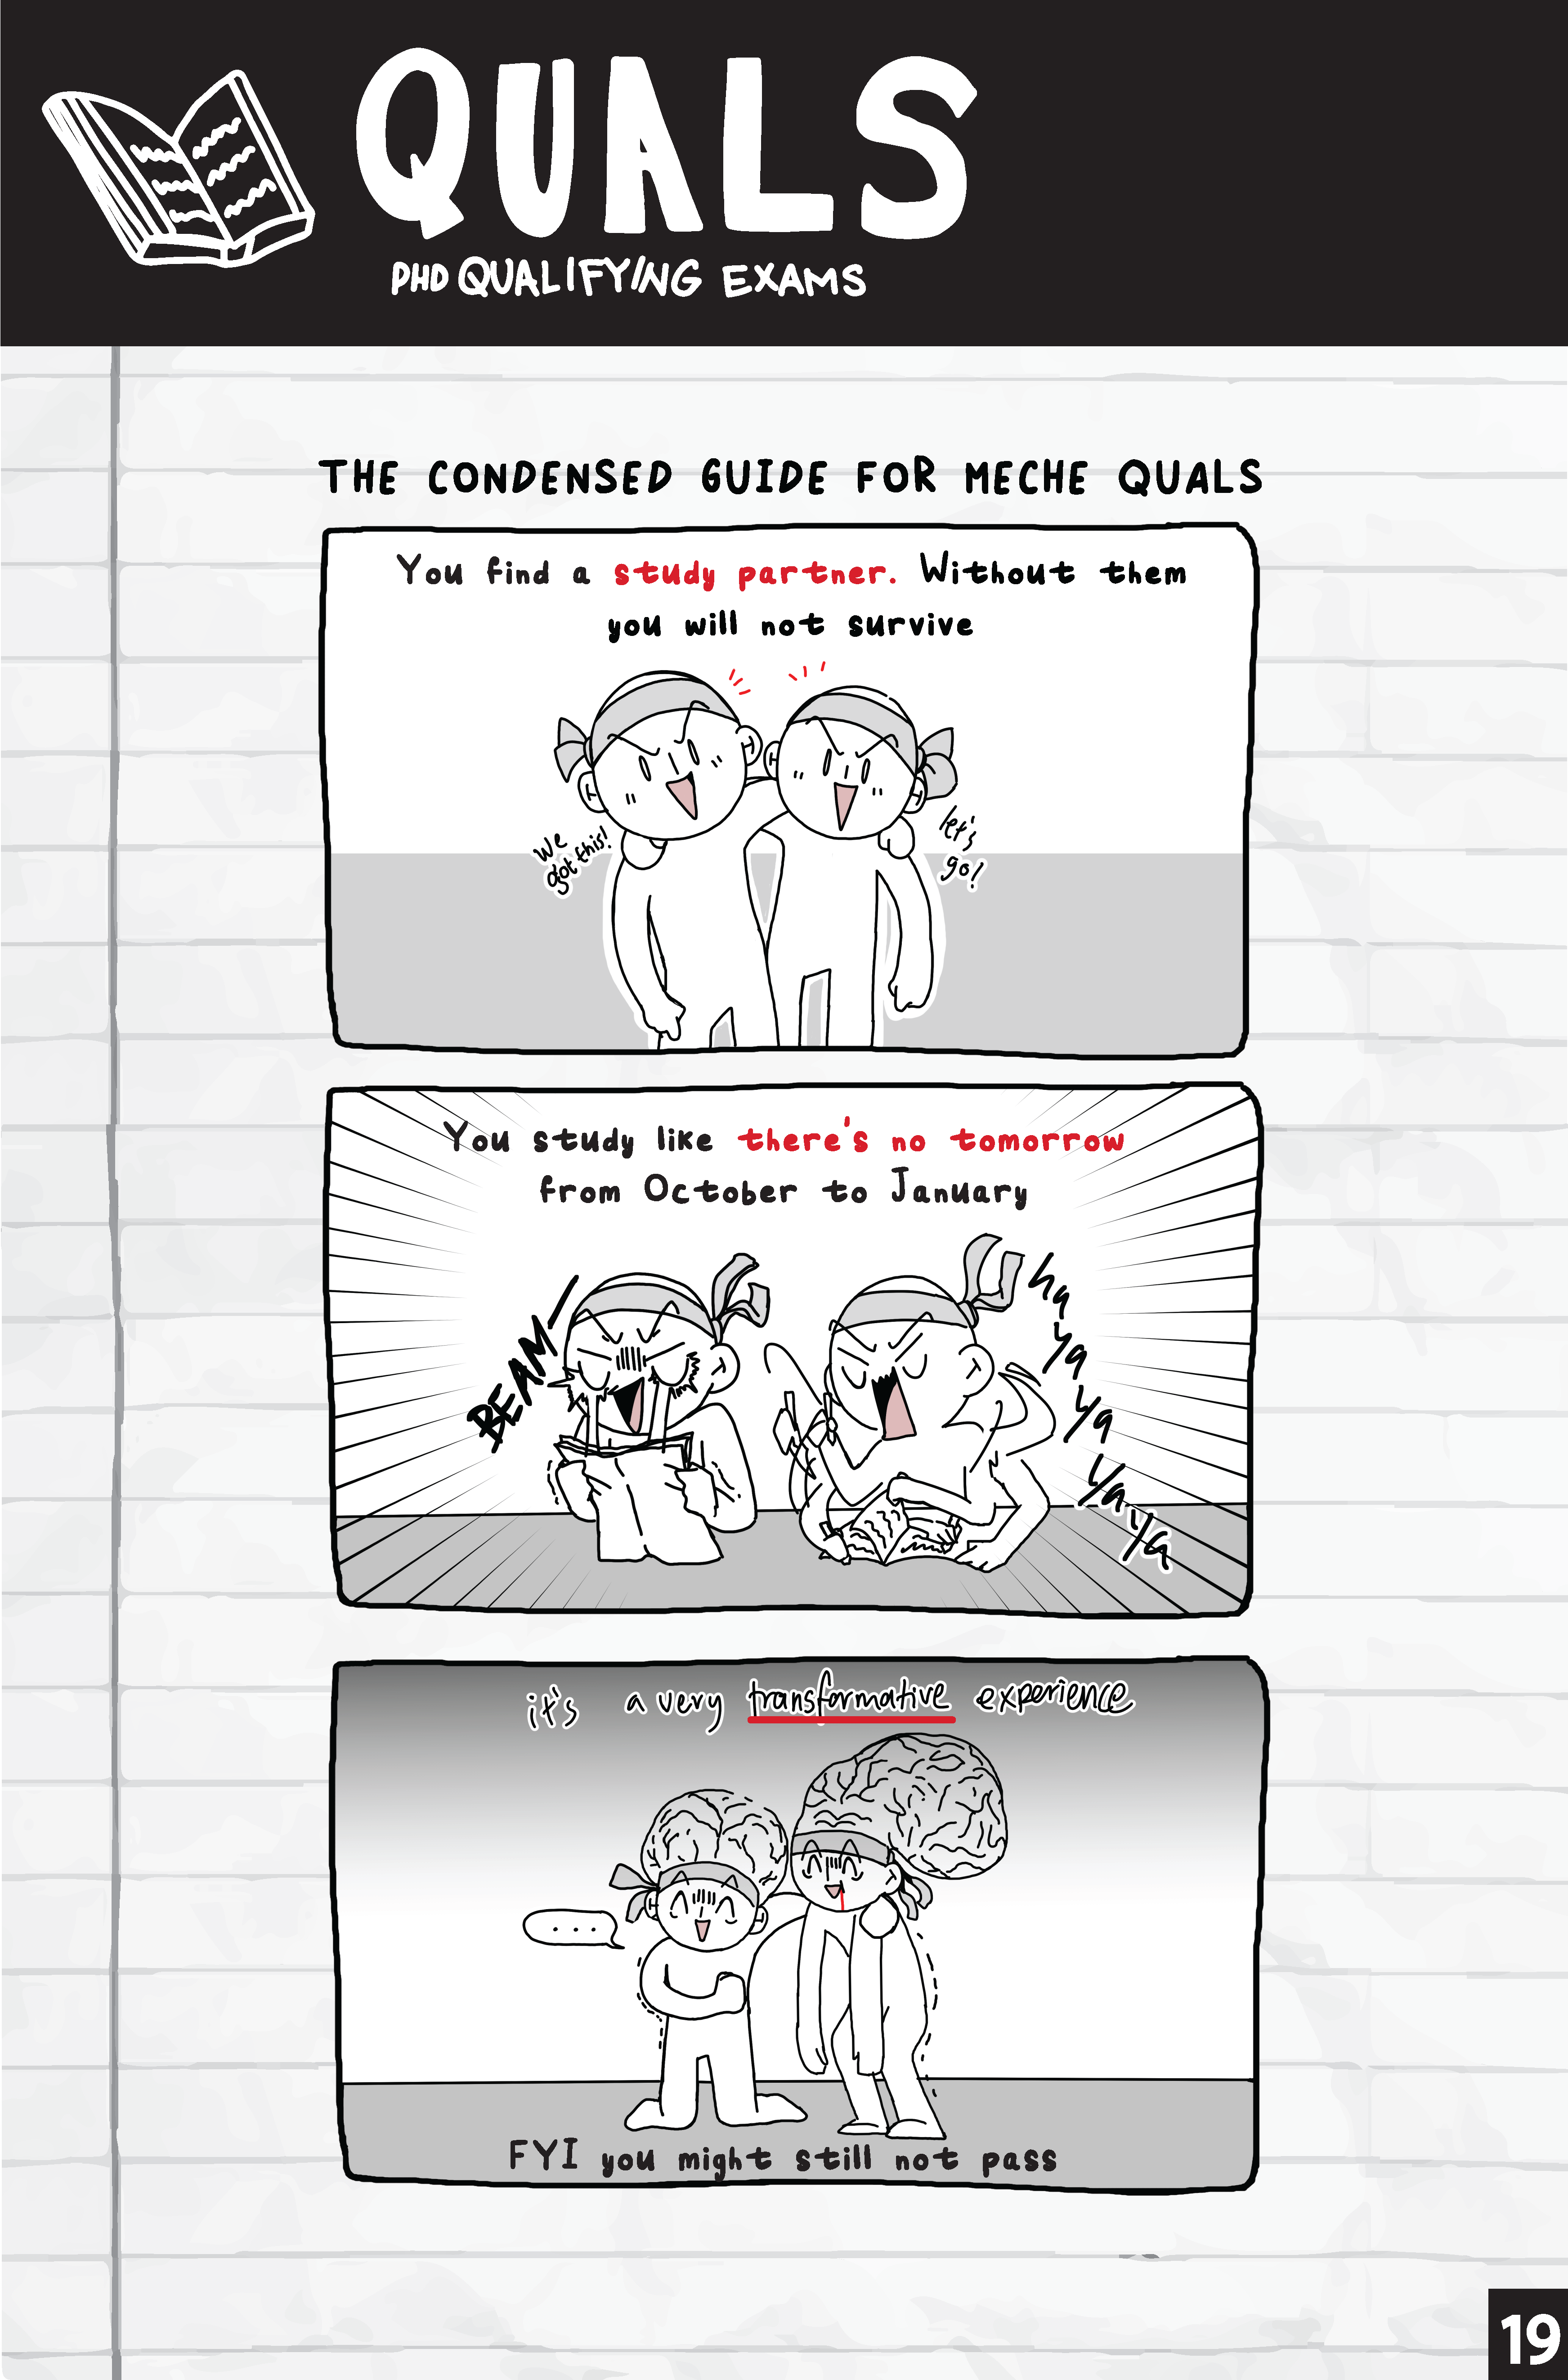 QUALS
PHD QUALIFYING EXAMS
THE CONDENSED GUIDE FOR MECHE QUALS
You find a study partner. Without them
you will not survive
We
got this!
let's
go!
You study like there's no tomorrow
from October to January
BEAM—
ha
ya
ya
ya
ya
it's a very transformative experience
...
FYI you might still not pass
19